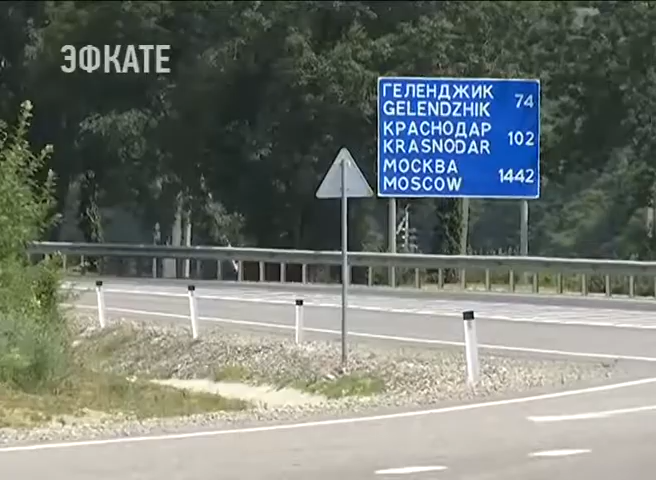 ЭФКАТЕ
ГЕЛЕНДЖИК
GELENDZHIK 74
КРАСНОДАР
KRASNODAR 102
МОСКВА
MOSCOW 1442